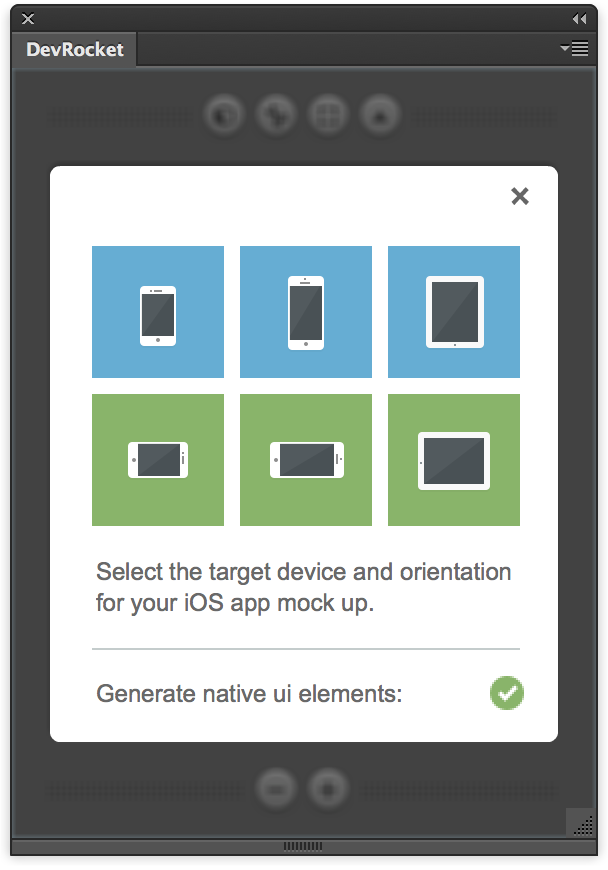 DevRocket
Select the target device and orientation
for your iOS app mock up.
Generate native ui elements: